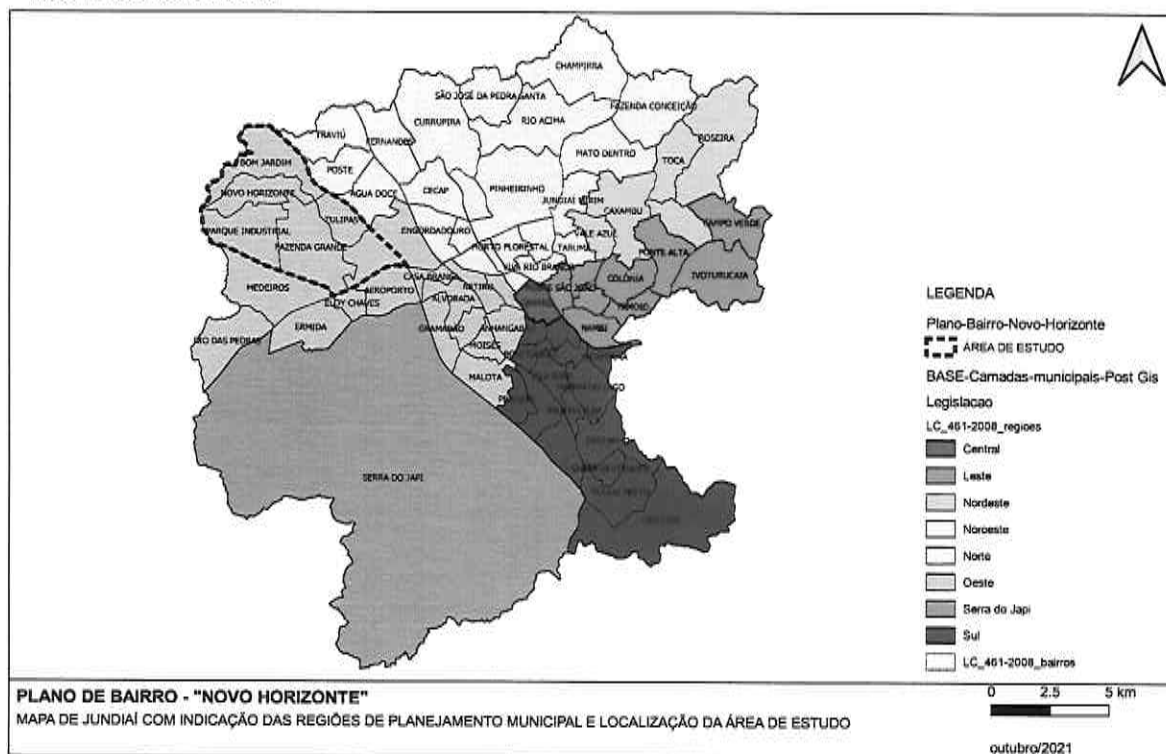 CHAMPIRRA
SÃO JOSÉ DA PEDRA SANTA
FAZENDA CONCEIÇÃO
CURRUPIRA
RIO ACIMA
ROSEIRA
TRAVIÚ
FERNANDES
MATO DENTRO
TOCA
BOM JARDIM
POSTE
NOVO HORIZONTE
AGUA DOCE
CECAP
PINHEIRINHO
JUNDIAÍ MIRIM
CAXAMBU
ZULIPAS
CAMPO VERDE
PARQUE INDUSTRIAL
ENGORDADOURO
VALE AZUL
FAZENDA GRANDE
HORTO FLORESTAL
TARUMÃ
PONTE ALTA
VILA RIO BRANCO
IVOTURUCAIA
CASA BRANCA
COLÔNIA
MEDEIROS
AEROPORTO
RETIRO
ELOY CHAVES
ALVORADA
ERMIDA
GRAMADÃO
ANHANGAB
NAMBI
MOISÉS
MALOTA
SERRA DO JAPI
LEGENDA
Plano-Bairro-Novo-Horizonte
ÁREA DE ESTUDO
BASE-Camadas-municipais-Post Gis
Legislacao
LC_461-2008_regioes
Central
Leste
Nordeste
Noroeste
Norte
Oeste
Serra do Japi
Sul
LC_461-2008_bairros
PLANO DE BAIRRO - "NOVO HORIZONTE"
MAPA DE JUNDIAÍ COM INDICAÇÃO DAS REGIÕES DE PLANEJAMENTO MUNICIPAL E LOCALIZAÇÃO DA ÁREA DE ESTUDO
0 2.5 5 km
outubro/2021